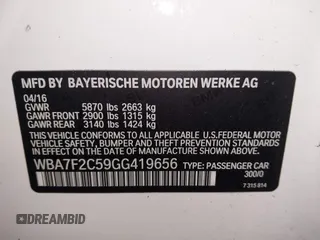 MFD BY BAYERISCHE MOTOREN WERKE AG
04/16
GVWR 5870 lbs 2663 kg
GAWR FRONT 2900 lbs 1315 kg
GAWR REAR 3140 lbs 1424 kg
THIS VEHICLE CONFORMS TO ALL APPLICABLE U.S.FEDERAL MOTOR
VEHICLE SAFETY, BUMPER, AND THEFT PREVENTION STANDARDS
IN EFFECT ON THE DATE OF MANUFACTURE SHOWN ABOVE.
WBA7F2C59GG419656 TYPE: PASSENGER CAR
300/0
7 315 814
© DREAMBID
#DREAMBID